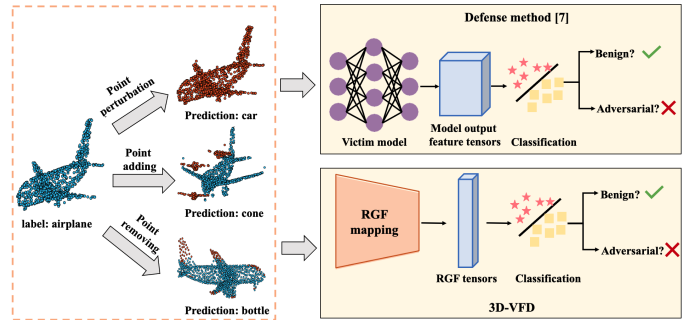 Point
perturbation
Prediction: car
Point
adding
Prediction: cone
label: airplane
Point
removing
Prediction: bottle
Defense method [7]
Victim model
Model output
feature tensors
Classification
Benign?
Adversarial?
RGF
mapping
RGF tensors
Classification
Benign?
Adversarial?
3D-VFD